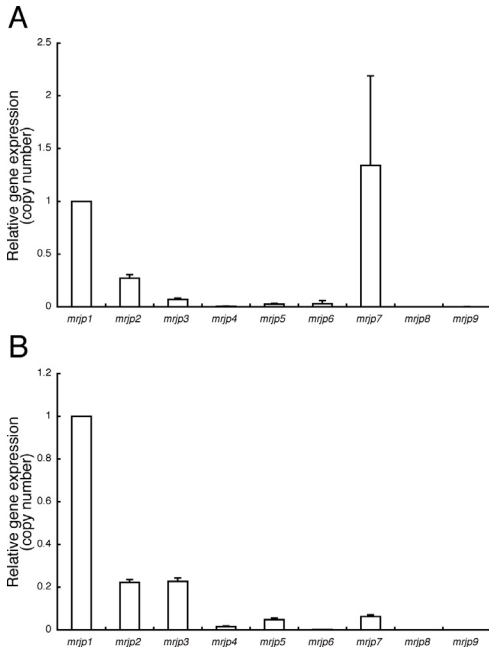 A
Relative gene expression
(copy number)
2.5
2
1.5
1
0.5
0
mrjp1 mrjp2 mrjp3 mrjp4 mrjp5 mrjp6 mrjp7 mrjp8 mrjp9
B
Relative gene expression
(copy number)
1.2
1
0.8
0.6
0.4
0.2
0
mrjp1 mrjp2 mrjp3 mrjp4 mrjp5 mrjp6 mrjp7 mrjp8 mrjp9